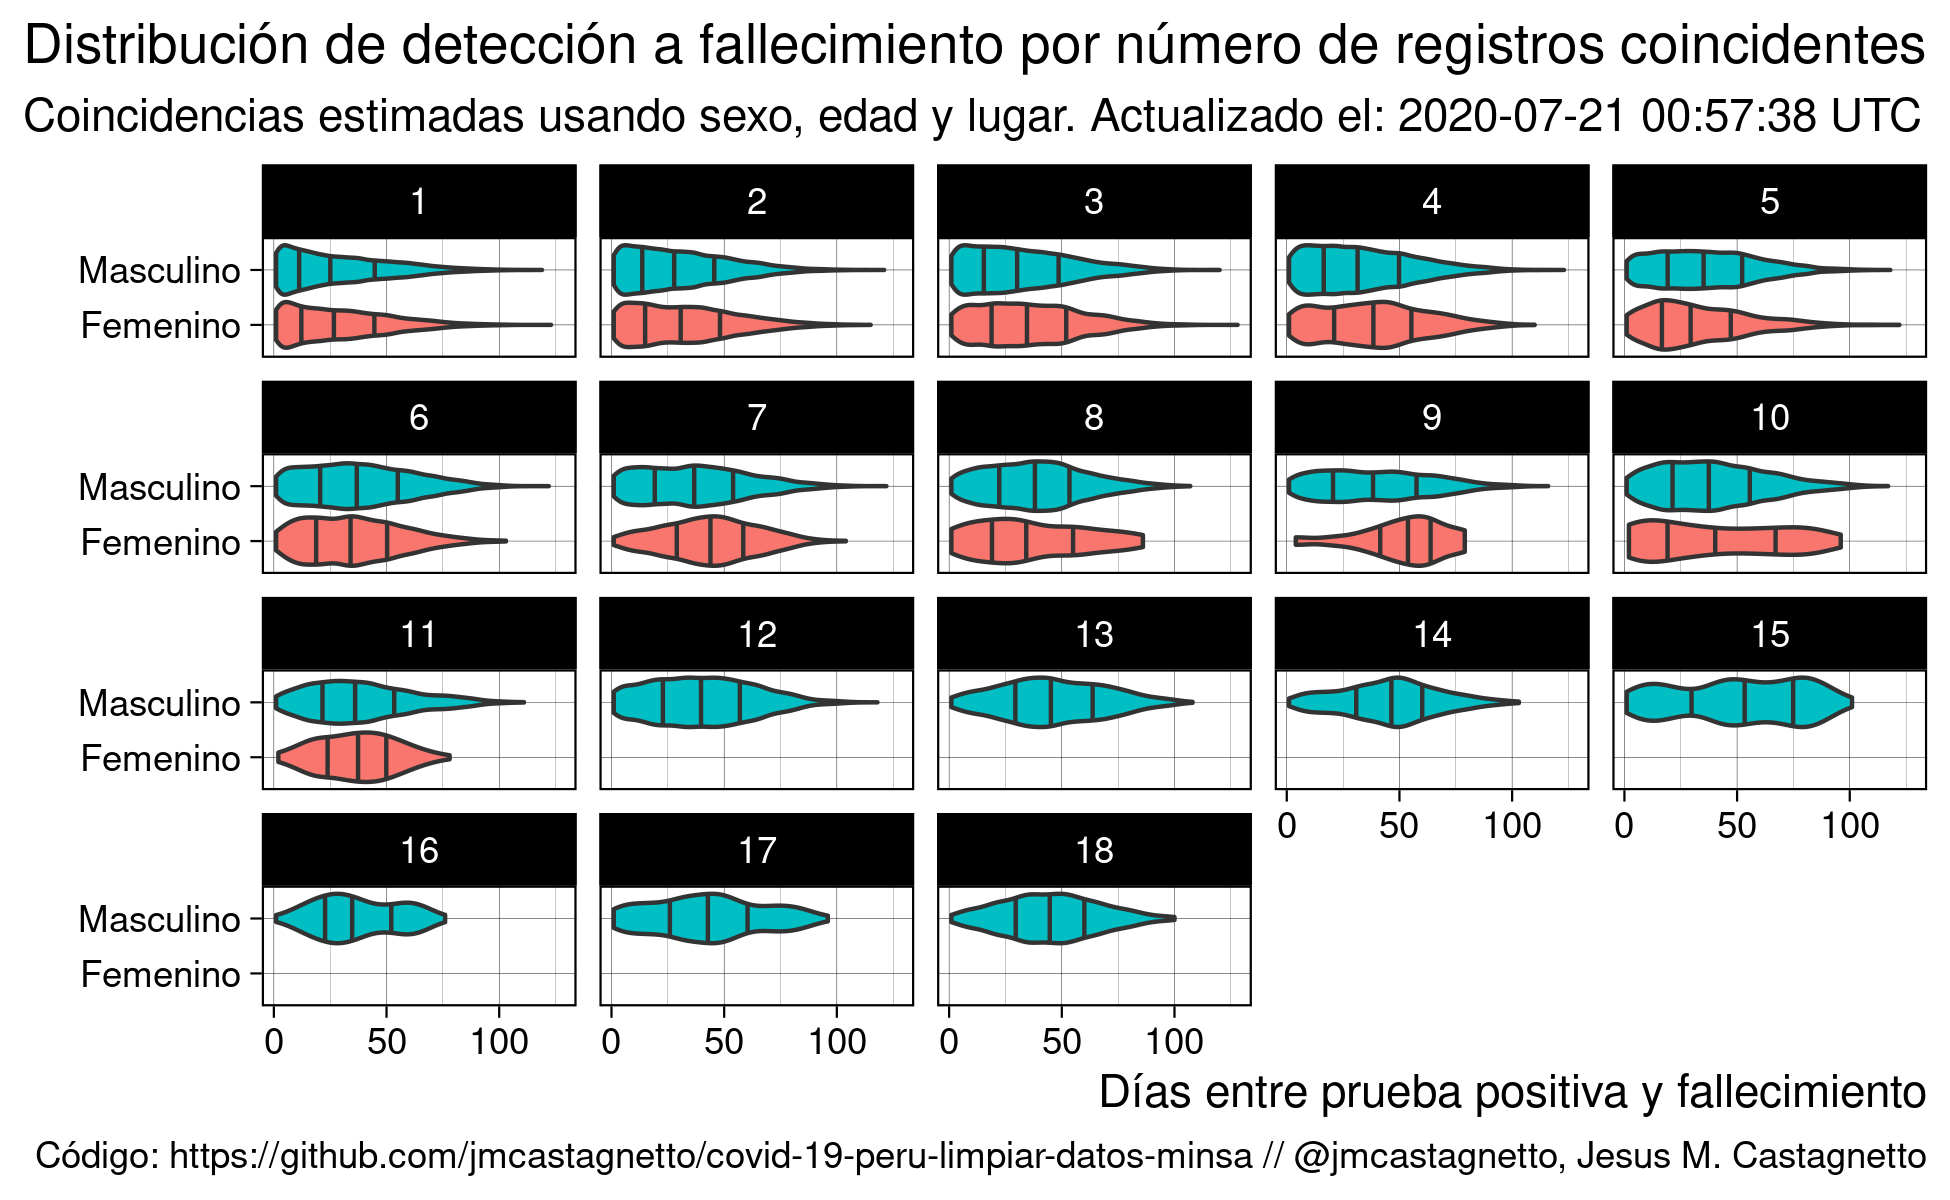 Distribución de detección a fallecimiento por número de registros coincidentes
Coincidencias estimadas usando sexo, edad y lugar. Actualizado el: 2020-07-21 00:57:38 UTC
1 2 3 4 5
Masculino
Femenino
6 7 8 9 10
Masculino
Femenino
11 12 13 14 15
Masculino
Femenino
0 50 100 0 50 100
16 17 18
Masculino
Femenino
0 50 100 0 50 100 0 50 100
Días entre prueba positiva y fallecimiento
Código: https://github.com/jmcastagnetto/covid-19-peru-limpiar-datos-minsa // @jmcastagnetto, Jesus M. Castagnetto